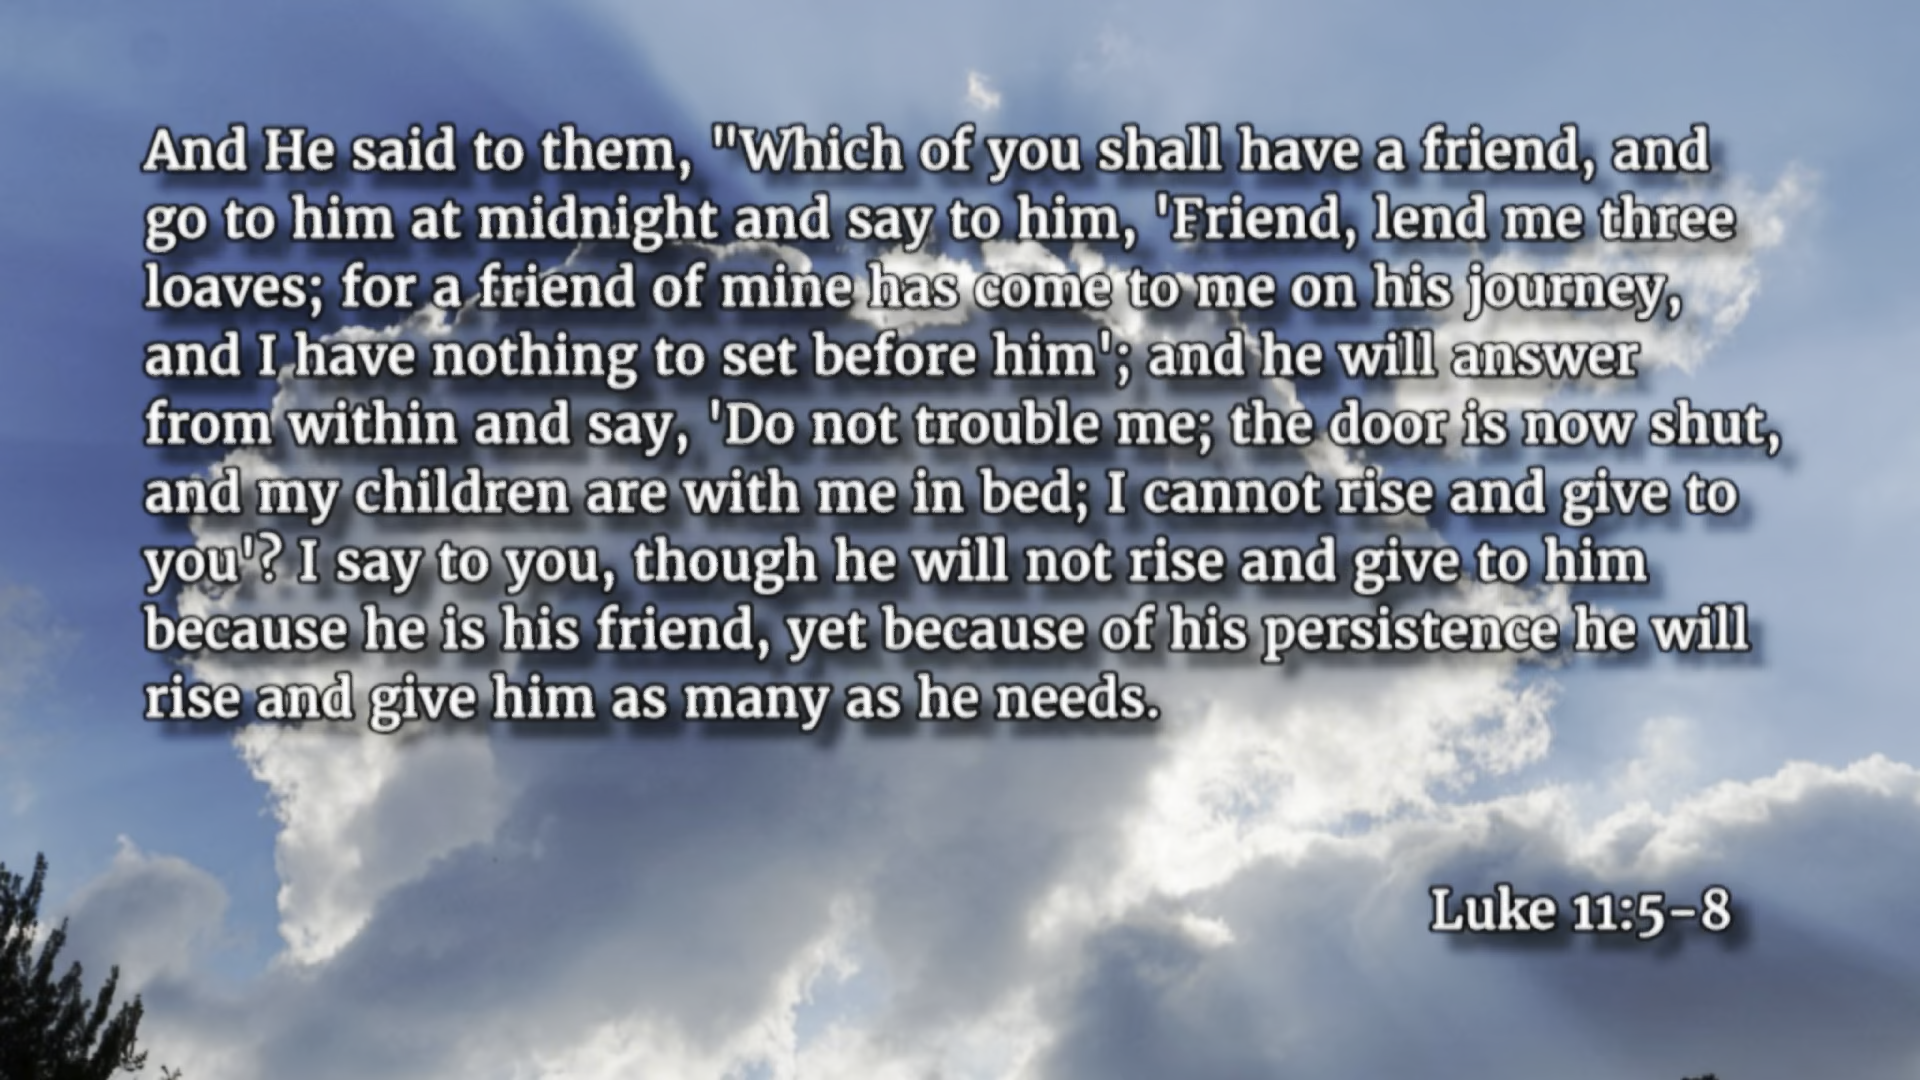 And He said to them, "Which of you shall have a friend, and
go to him at midnight and say to him, 'Friend, lend me three
loaves; for a friend of mine has come to me on his journey,
and I have nothing to set before him'; and he will answer
from within and say, 'Do not trouble me; the door is now shut,
and my children are with me in bed; I cannot rise and give to
you'? I say to you, though he will not rise and give to him
because he is his friend, yet because of his persistence he will
rise and give him as many as he needs.
Luke 11:5-8